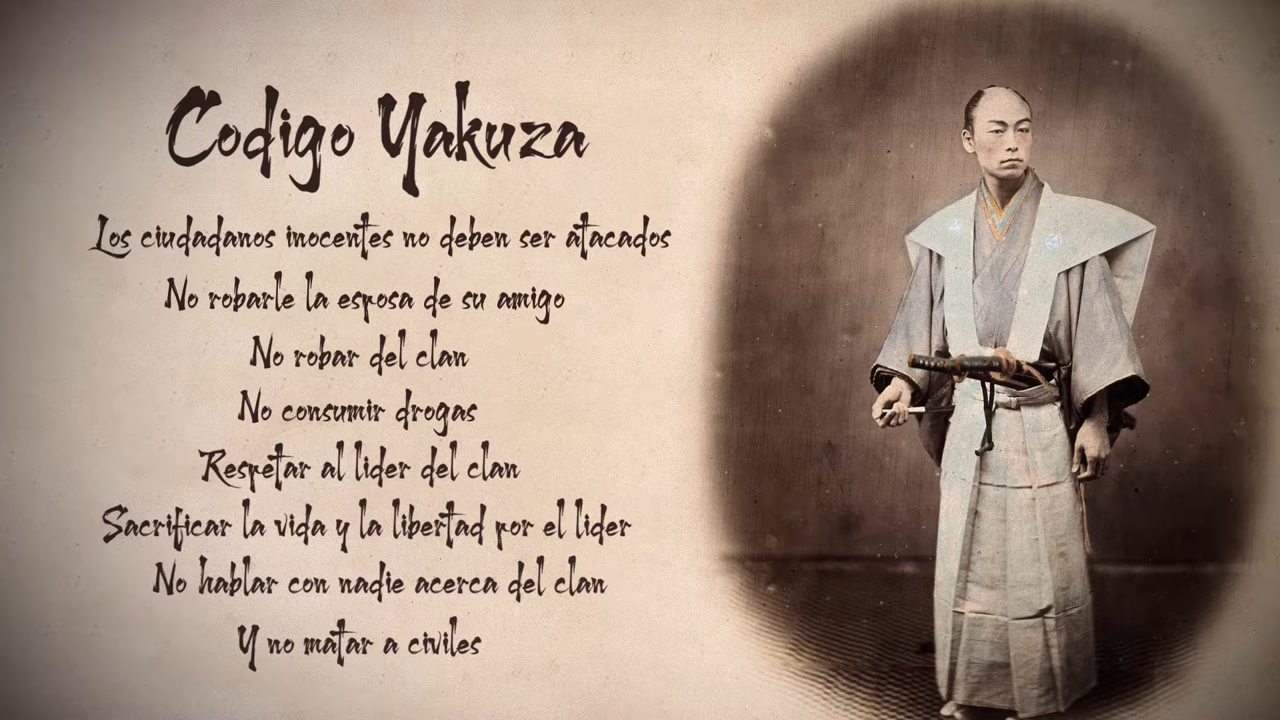 Codigo Yakuza
Los ciudadanos inocentes no deben ser atacados
No robarle la esposa de su amigo
No robar del clan
No consumir drogas
Respetar al lider del clan
Sacrificar la vida y la libertad por el lider
No hablar con nadie acerca del clan
Y no matar a civiles